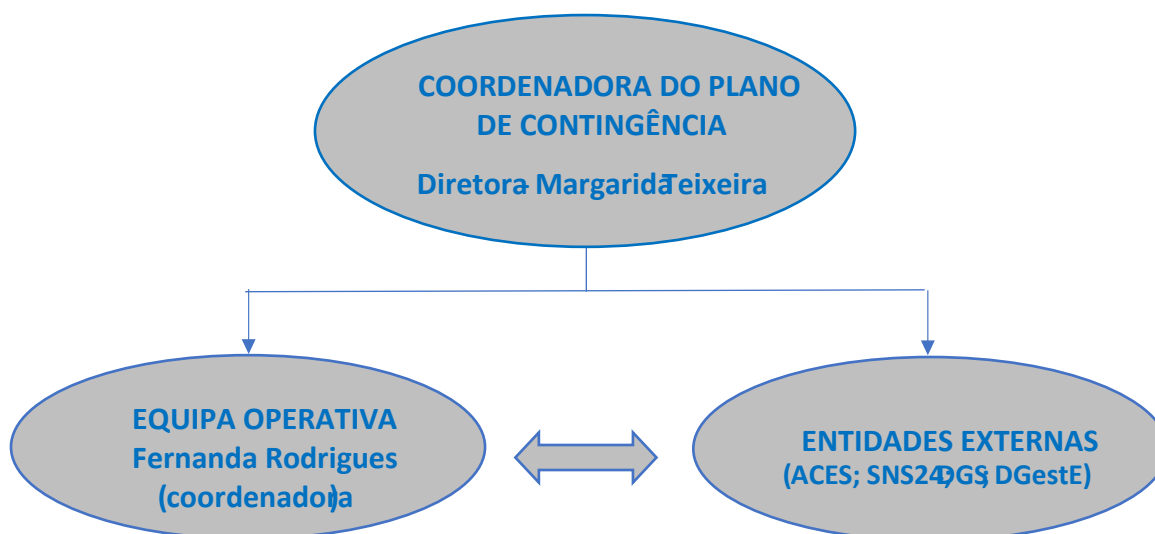 COORDENADORA DO PLANO
DE CONTINGÊNCIA
Diretora- Margarida Teixeira
EQUIPA OPERATIVA
Fernanda Rodrigues
(coordenadora)
ENTIDADES EXTERNAS
(ACES; SNS24; DGS; DGestE)